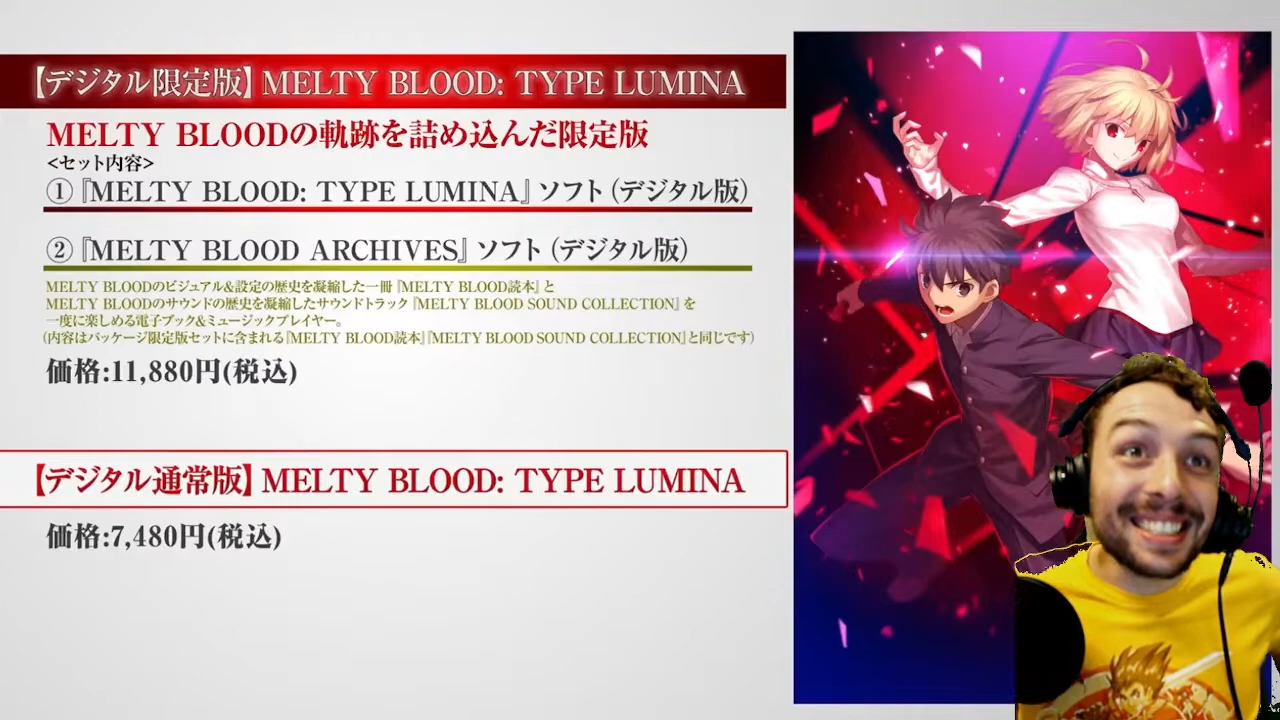 【デジタル限定版】MELTY BLOOD: TYPE LUMINA
MELTY BLOODの軌跡を詰め込んだ限定版
<セット内容>
①『MELTY BLOOD: TYPE LUMINA』ソフト（デジタル版）
②『MELTY BLOOD ARCHIVES』ソフト（デジタル版）
MELTY BLOODのビジュアル&設定の歴史を凝縮した一冊『MELTY BLOOD読本』と
MELTY BLOODのサウンドの歴史を凝縮したサウンドトラック『MELTY BLOOD SOUND COLLECTION』を
一度に楽しめる電子ブック&ミュージックプレイヤー。
（内容はパッケージ限定版セットに含まれる『MELTY BLOOD読本』『MELTY BLOOD SOUND COLLECTION』と同じです）
価格:11,880円(税込)
【デジタル通常版】MELTY BLOOD: TYPE LUMINA
価格:7,480円(税込)